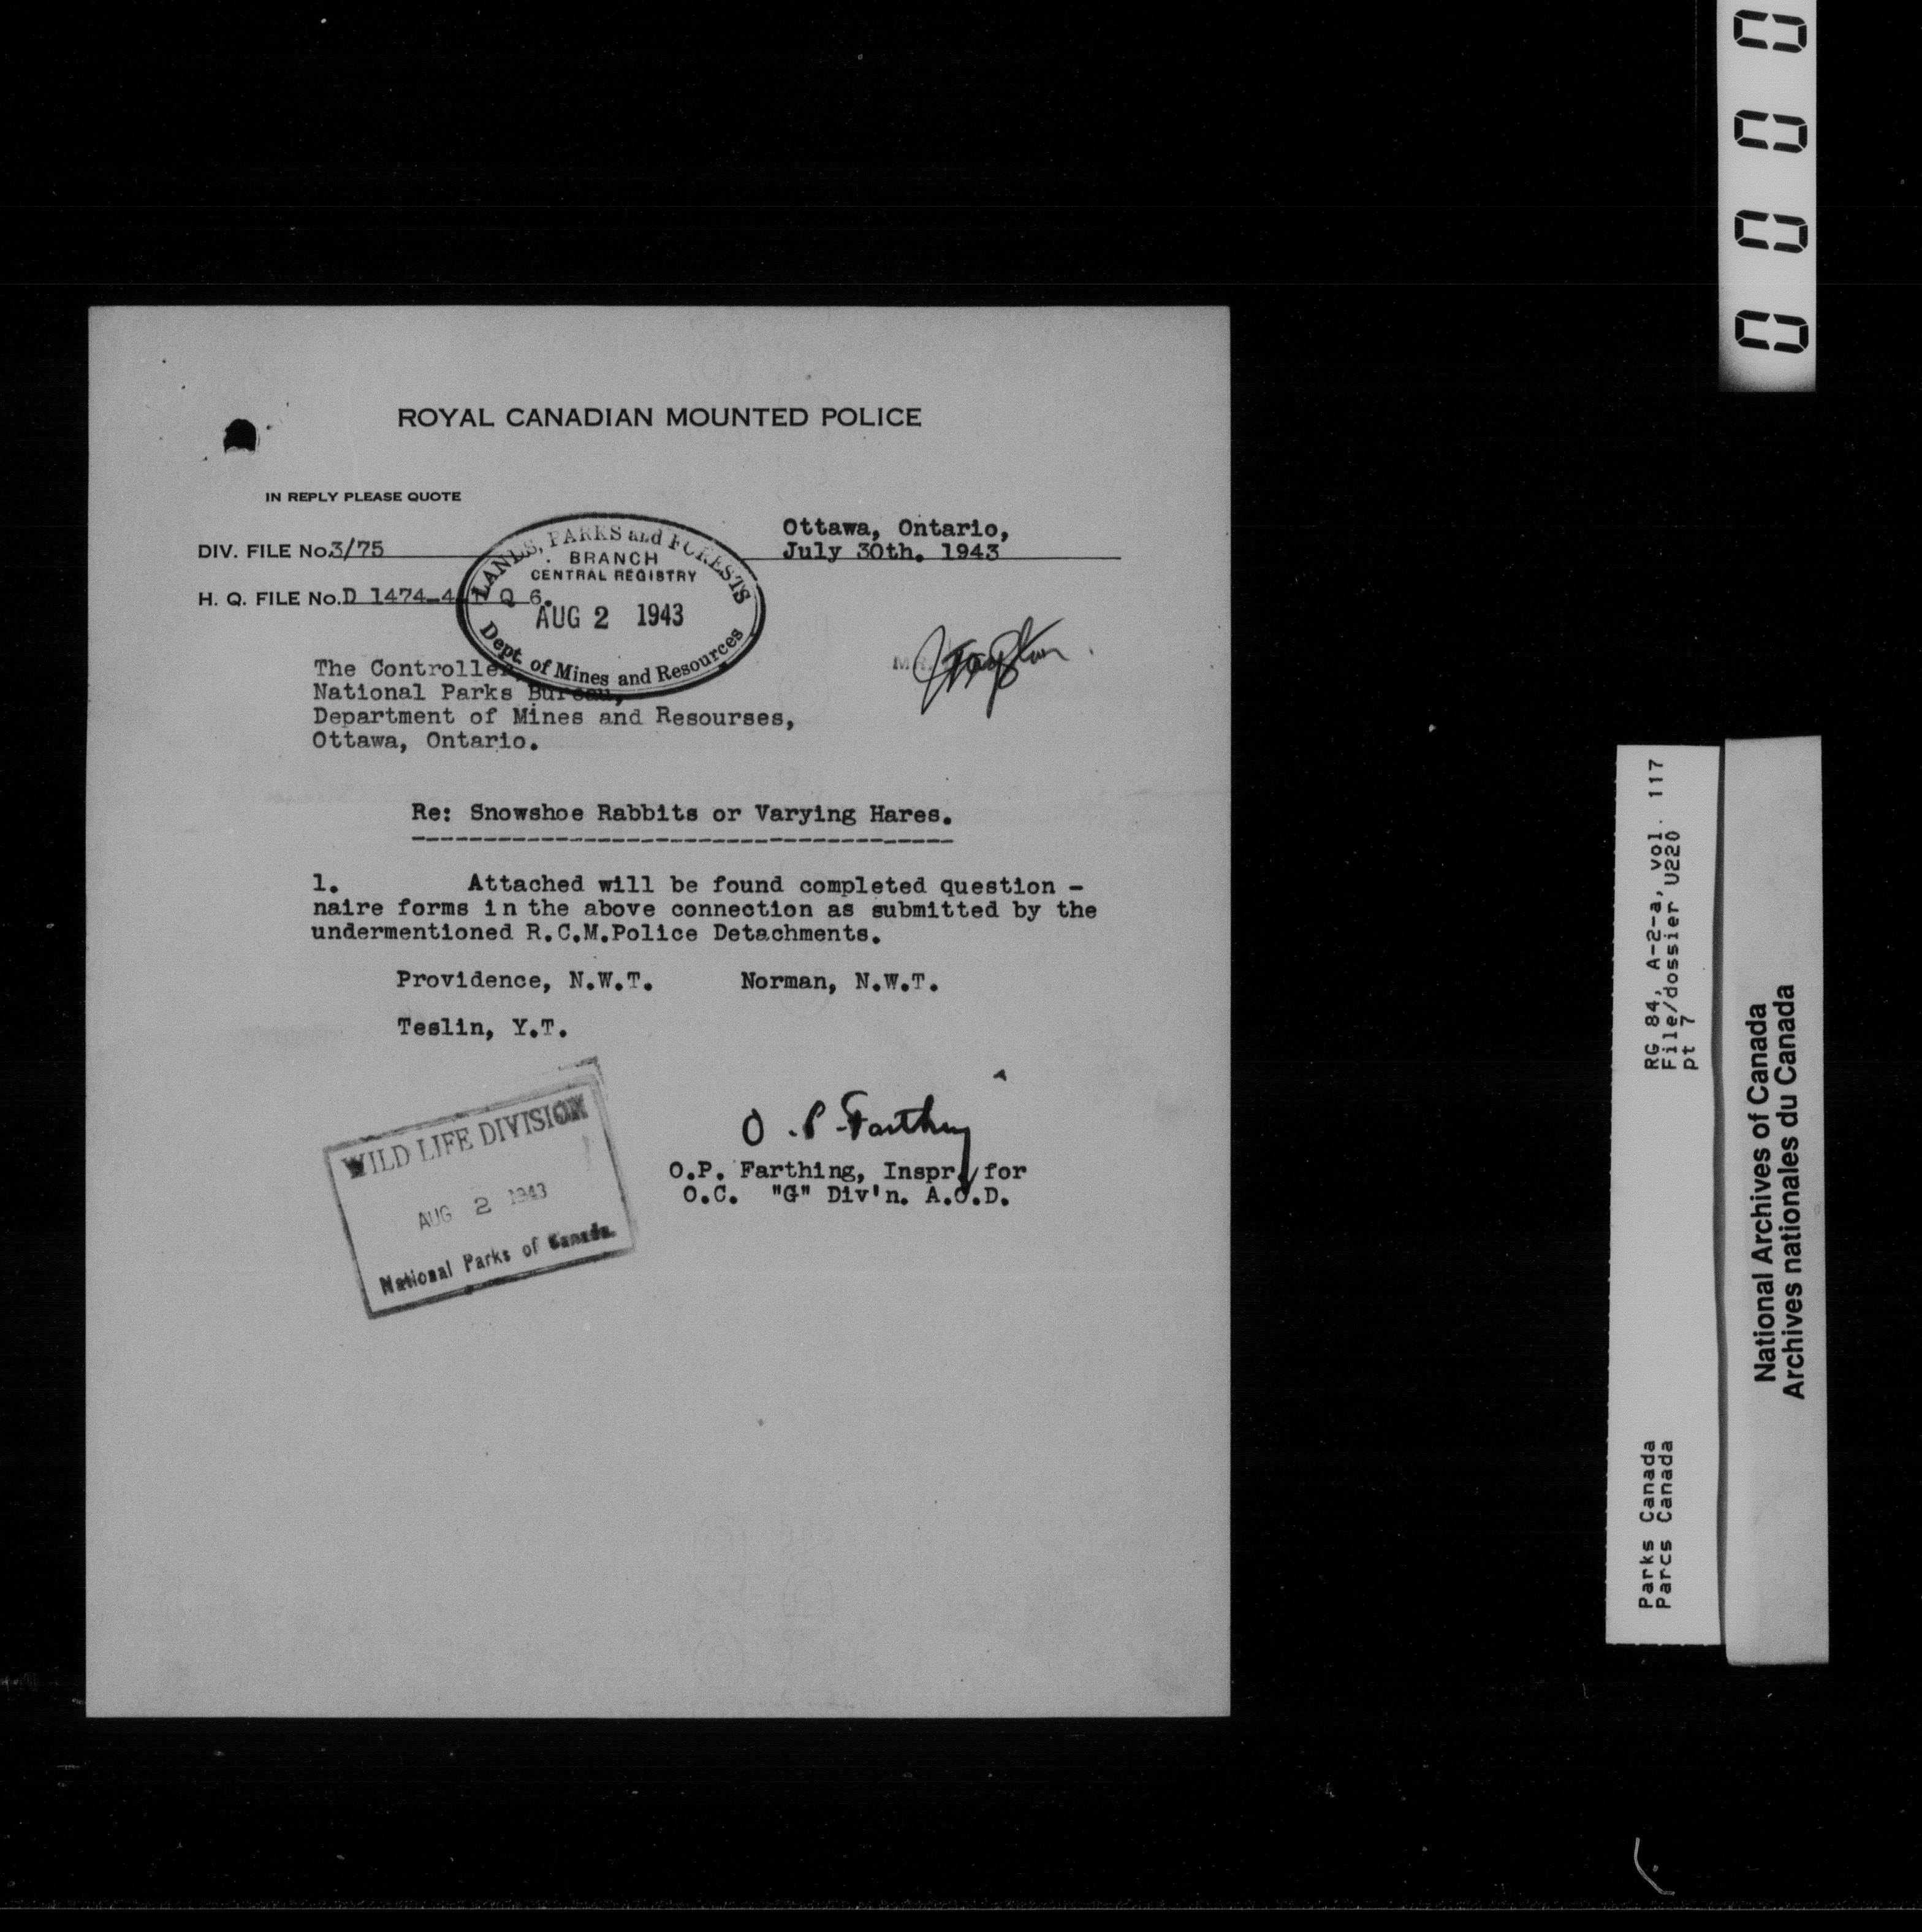 0000
ROYAL CANADIAN MOUNTED POLICE
IN REPLY PLEASE QUOTE
DIV. FILE No. 3/75
H. Q. FILE No. D 1474-4- Q 6.
Ottawa, Ontario,
July 30th. 1943
LANDS, PARKS and FORESTS
BRANCH
CENTRAL REGISTRY
AUG 2 1943
Dept. of Mines and Resources
MR.
The Controller,
National Parks Bureau,
Department of Mines and Resourses,
Ottawa, Ontario.
Re: Snowshoe Rabbits or Varying Hares.
1. Attached will be found completed question -
naire forms in the above connection as submitted by the
undermentioned R.C.M.Police Detachments.
Providence, N.W.T. Norman, N.W.T.
Teslin, Y.T.
O.P. Farthing
O.P. Farthing, Inspr. for
O.C. "G" Div'n. A.O.D.
WILD LIFE DIVISION
AUG 2 1943
National Parks of Canada
RG 84, A-2-a, vol. 117
File/dossier U220
pt 7
Parks Canada
Parcs Canada
National Archives of Canada
Archives nationales du Canada